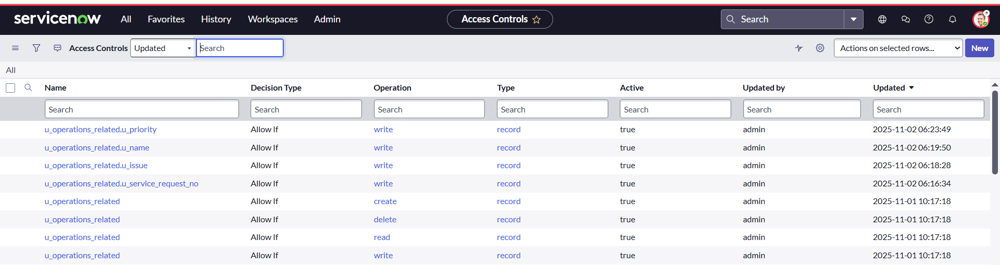 servicenow All Favorites History Workspaces Admin Access Controls Search
Access Controls Updated Search Actions on selected rows... New
All
Name Decision Type Operation Type Active Updated by Updated
Search Search Search Search Search Search Search
u_operations_related.u_priority Allow If write record true admin 2025-11-02 06:23:49
u_operations_related.u_name Allow If write record true admin 2025-11-02 06:19:50
u_operations_related.u_issue Allow If write record true admin 2025-11-02 06:18:28
u_operations_related.u_service_request_no Allow If write record true admin 2025-11-02 06:16:34
u_operations_related Allow If create record true admin 2025-11-01 10:17:18
u_operations_related Allow If delete record true admin 2025-11-01 10:17:18
u_operations_related Allow If read record true admin 2025-11-01 10:17:18
u_operations_related Allow If write record true admin 2025-11-01 10:17:18